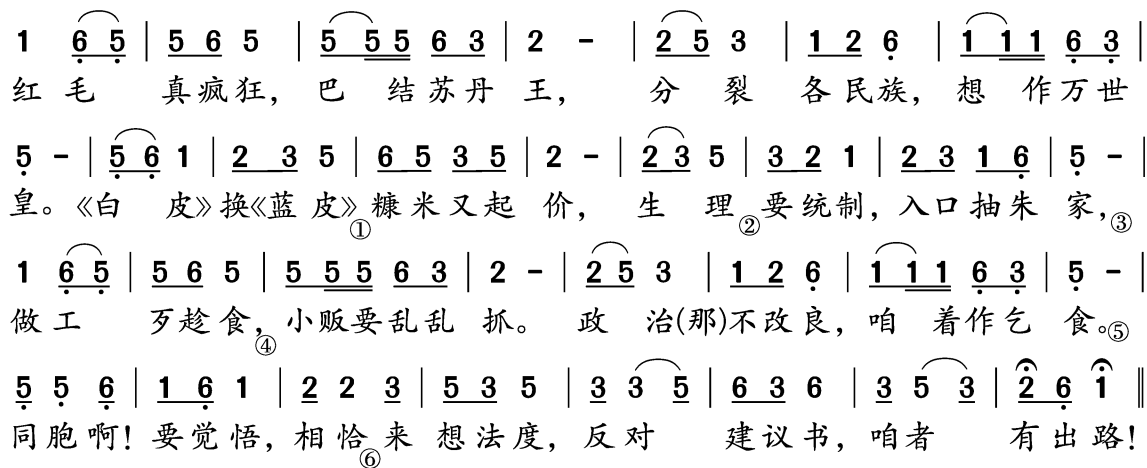 1 6 5 | 5 6 5 | 5 5 5 6 3 | 2 - | 2 5 3 | 1 2 6 | 1 1 1 6 3 |
红毛 真疯狂，巴 结苏丹王，分 裂 各民族，想 作万世
5 - | 5 6 1 | 2 3 5 | 6 5 3 5 | 2 - | 2 3 5 | 3 2 1 | 2 3 1 6 | 5 - |
皇。《白 皮》换《蓝皮》①糠米又起价，生 理②要统制，入口抽朱家，③
1 6 5 | 5 6 5 | 5 5 5 6 3 | 2 - | 2 5 3 | 1 2 6 | 1 1 1 6 3 | 5 - |
做工 歹趁食，④小贩要乱乱抓。政 治(那)不改良，咱 着作乞食。⑤
5 5 6 | 1 6 1 | 2 2 3 | 5 3 5 | 3 3 5 | 6 3 6 | 3 5 3 | 2 6 1 ‖
同胞啊！要觉悟，相恰⑥来想法度，反对 建议书，咱者 有出路！